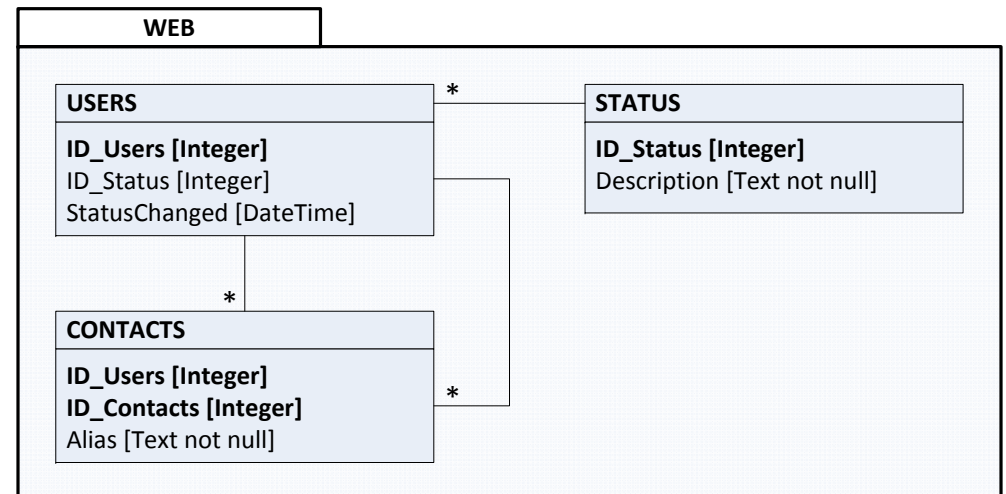 WEB
USERS
ID_Users [Integer]
ID_Status [Integer]
StatusChanged [DateTime]
*
STATUS
ID_Status [Integer]
Description [Text not null]
*
CONTACTS
ID_Users [Integer]
ID_Contacts [Integer]
Alias [Text not null]
*